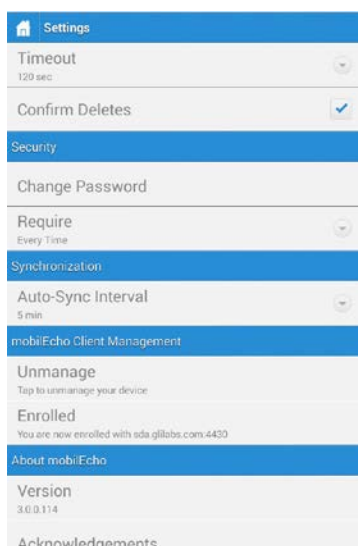 Settings
Timeout
120 sec
Confirm Deletes
Security
Change Password
Require
Every Time
Synchronization
Auto-Sync Interval
5 min
mobilEcho Client Management
Unmanage
Tap to unmanage your device
Enrolled
You are now enrolled with sda.glilabs.com:4430
About mobilEcho
Version
3.0.0.114
Acknowledgements